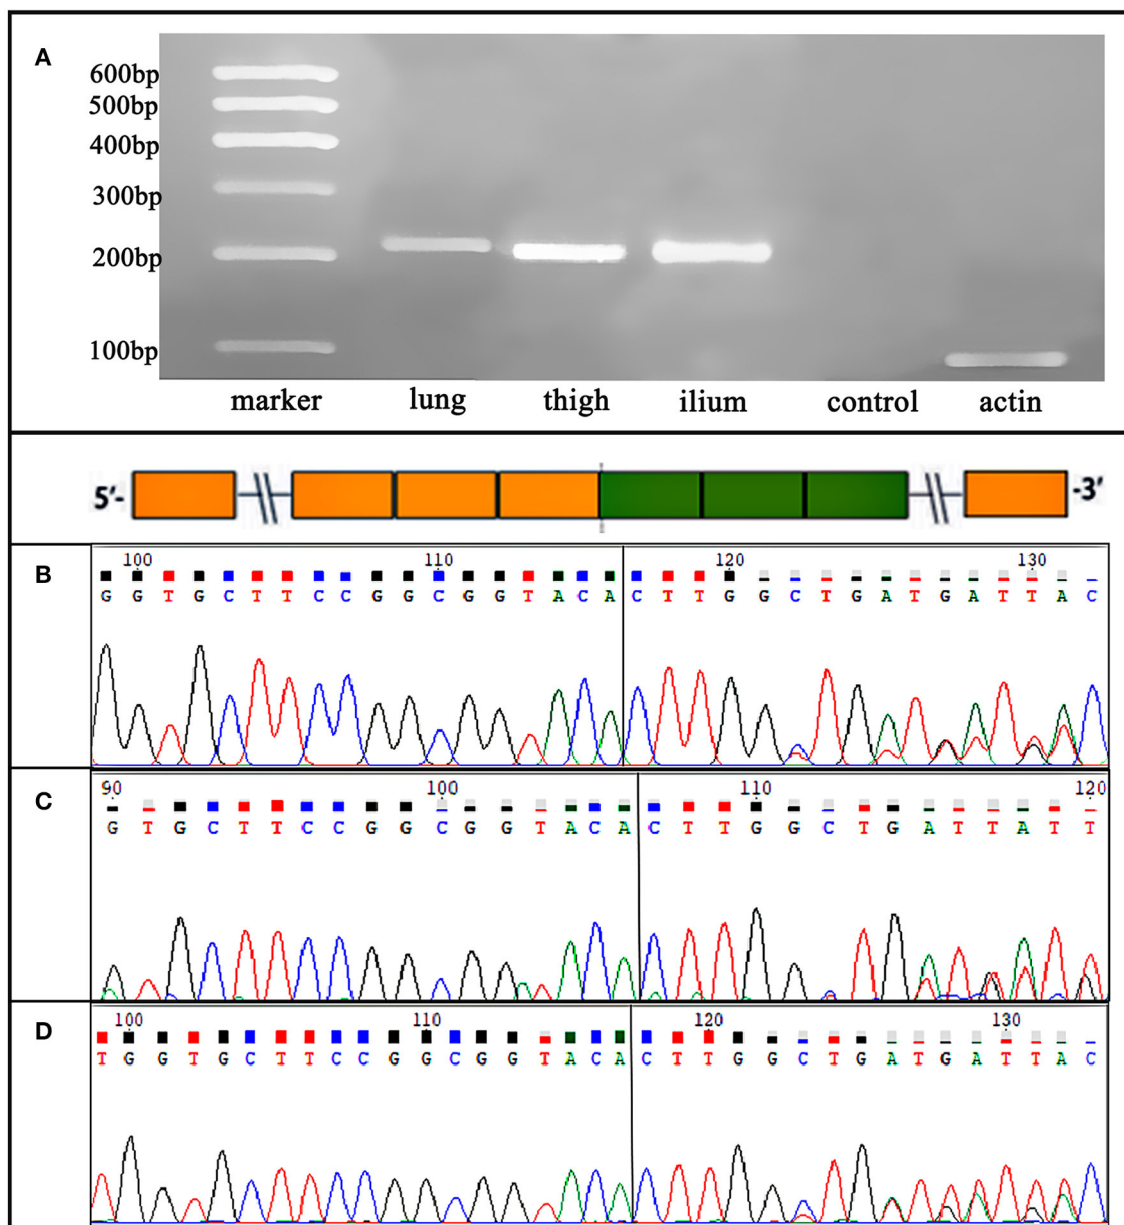 A
600bp
500bp
400bp
300bp
200bp
100bp
marker lung thigh ilium control actin
5′- -3′
B
100 110 120 130
G G T G C T T C C G G C G G T A C A C T T G G C T G A T G A T T A C
C
90 100 110 120
G T G C T T C C G G C G G T A C A C T T G G C T G A T T A T T
D
100 110 120 130
T G G T G C T T C C G G C G G T A C A C T T G G C T G A T G A T T A C